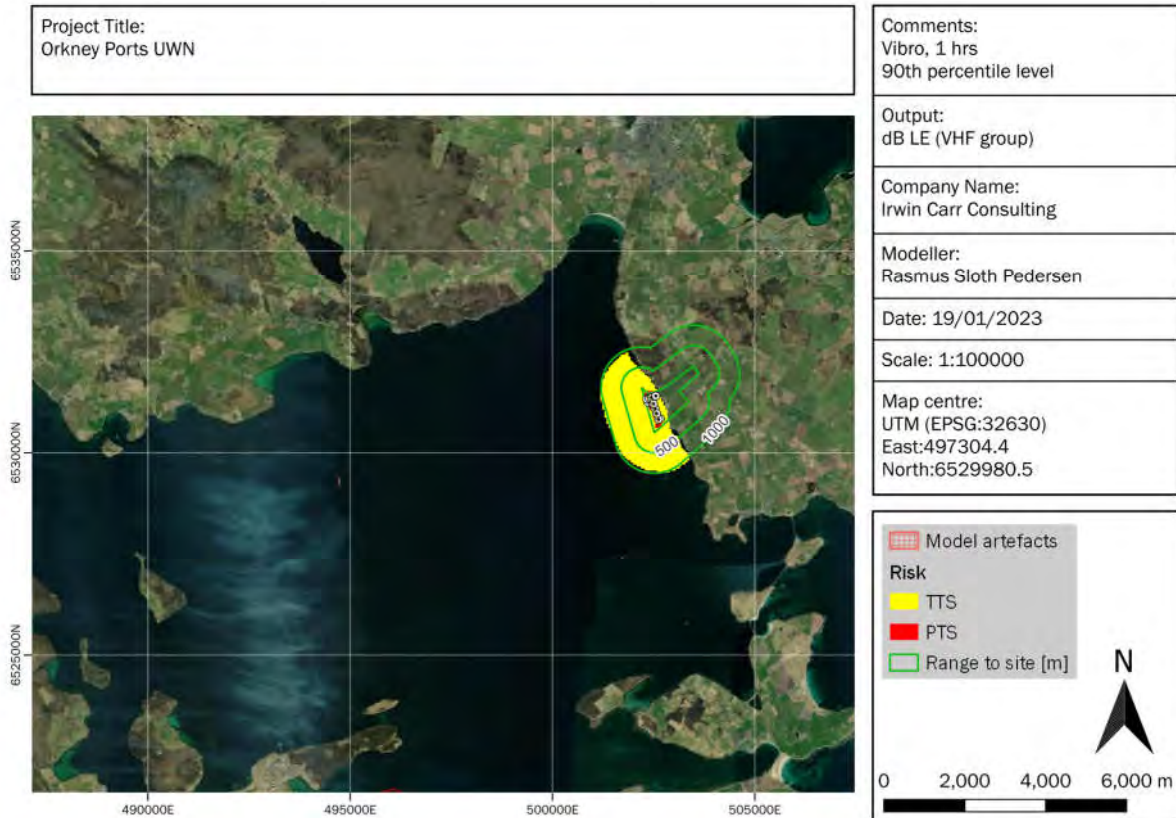 Project Title:
Orkney Ports UWN
Comments:
Vibro, 1 hrs
90th percentile level
Output:
dB LE (VHF group)
Company Name:
Irwin Carr Consulting
Modeller:
Rasmus Sloth Pedersen
Date: 19/01/2023
Scale: 1:100000
Map centre:
UTM (EPSG:32630)
East:497304.4
North:6529980.5
6535000N
6530000N
6525000N
500
1000
490000E
495000E
500000E
505000E
Model artefacts
Risk
TTS
PTS
Range to site [m]
N
0 2,000 4,000 6,000 m